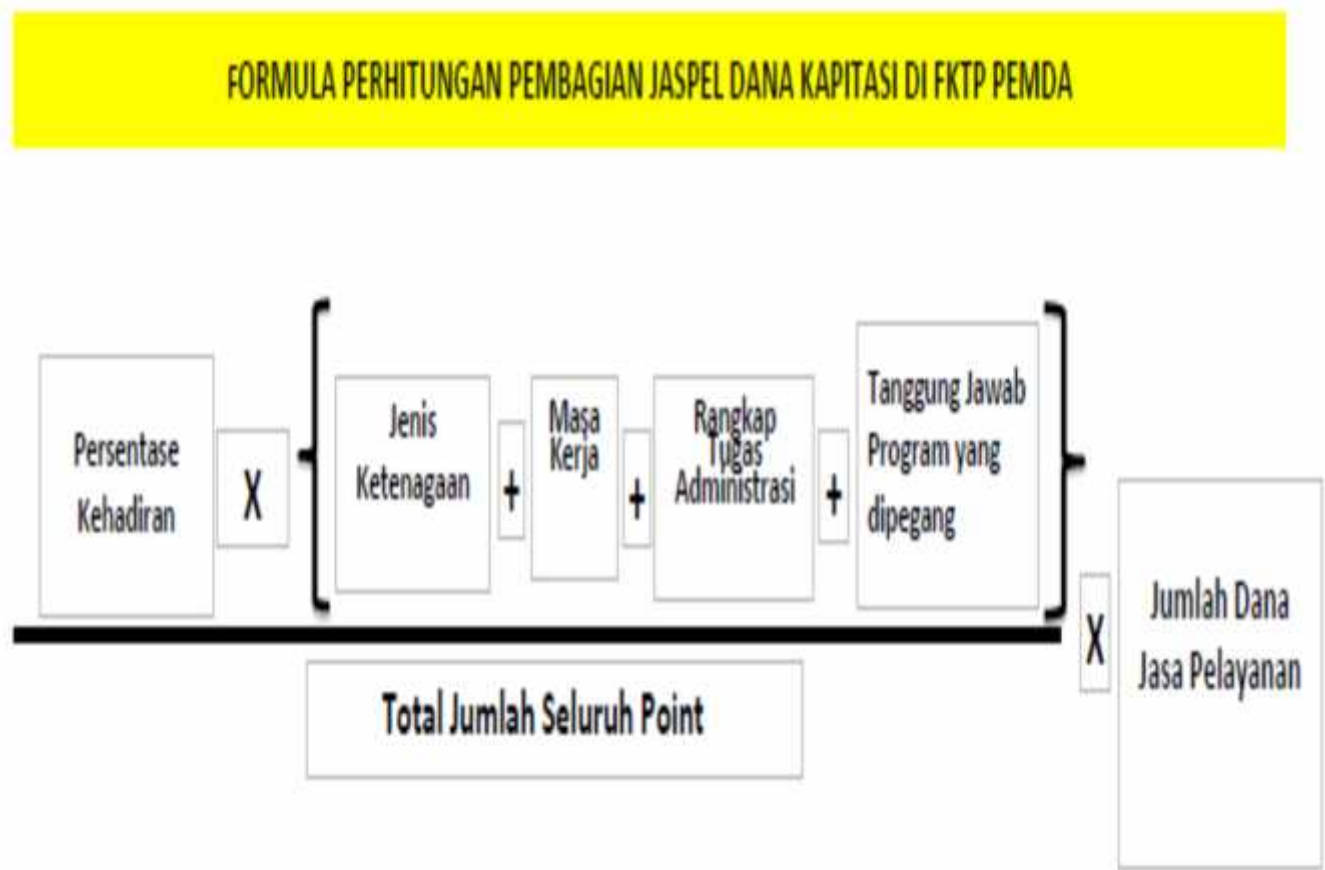 FORMULA PERHITUNGAN PEMBAGIAN JASPEL DANA KAPITASI DI FKTP PEMDA
Persentase
Kehadiran
X
Jenis
Ketenagaan
+
Masa
Kerja
+
Rangkap
Tugas
Administrasi
+
Tanggung Jawab
Program yang
dipegang
Total Jumlah Seluruh Point
X
Jumlah Dana
Jasa Pelayanan